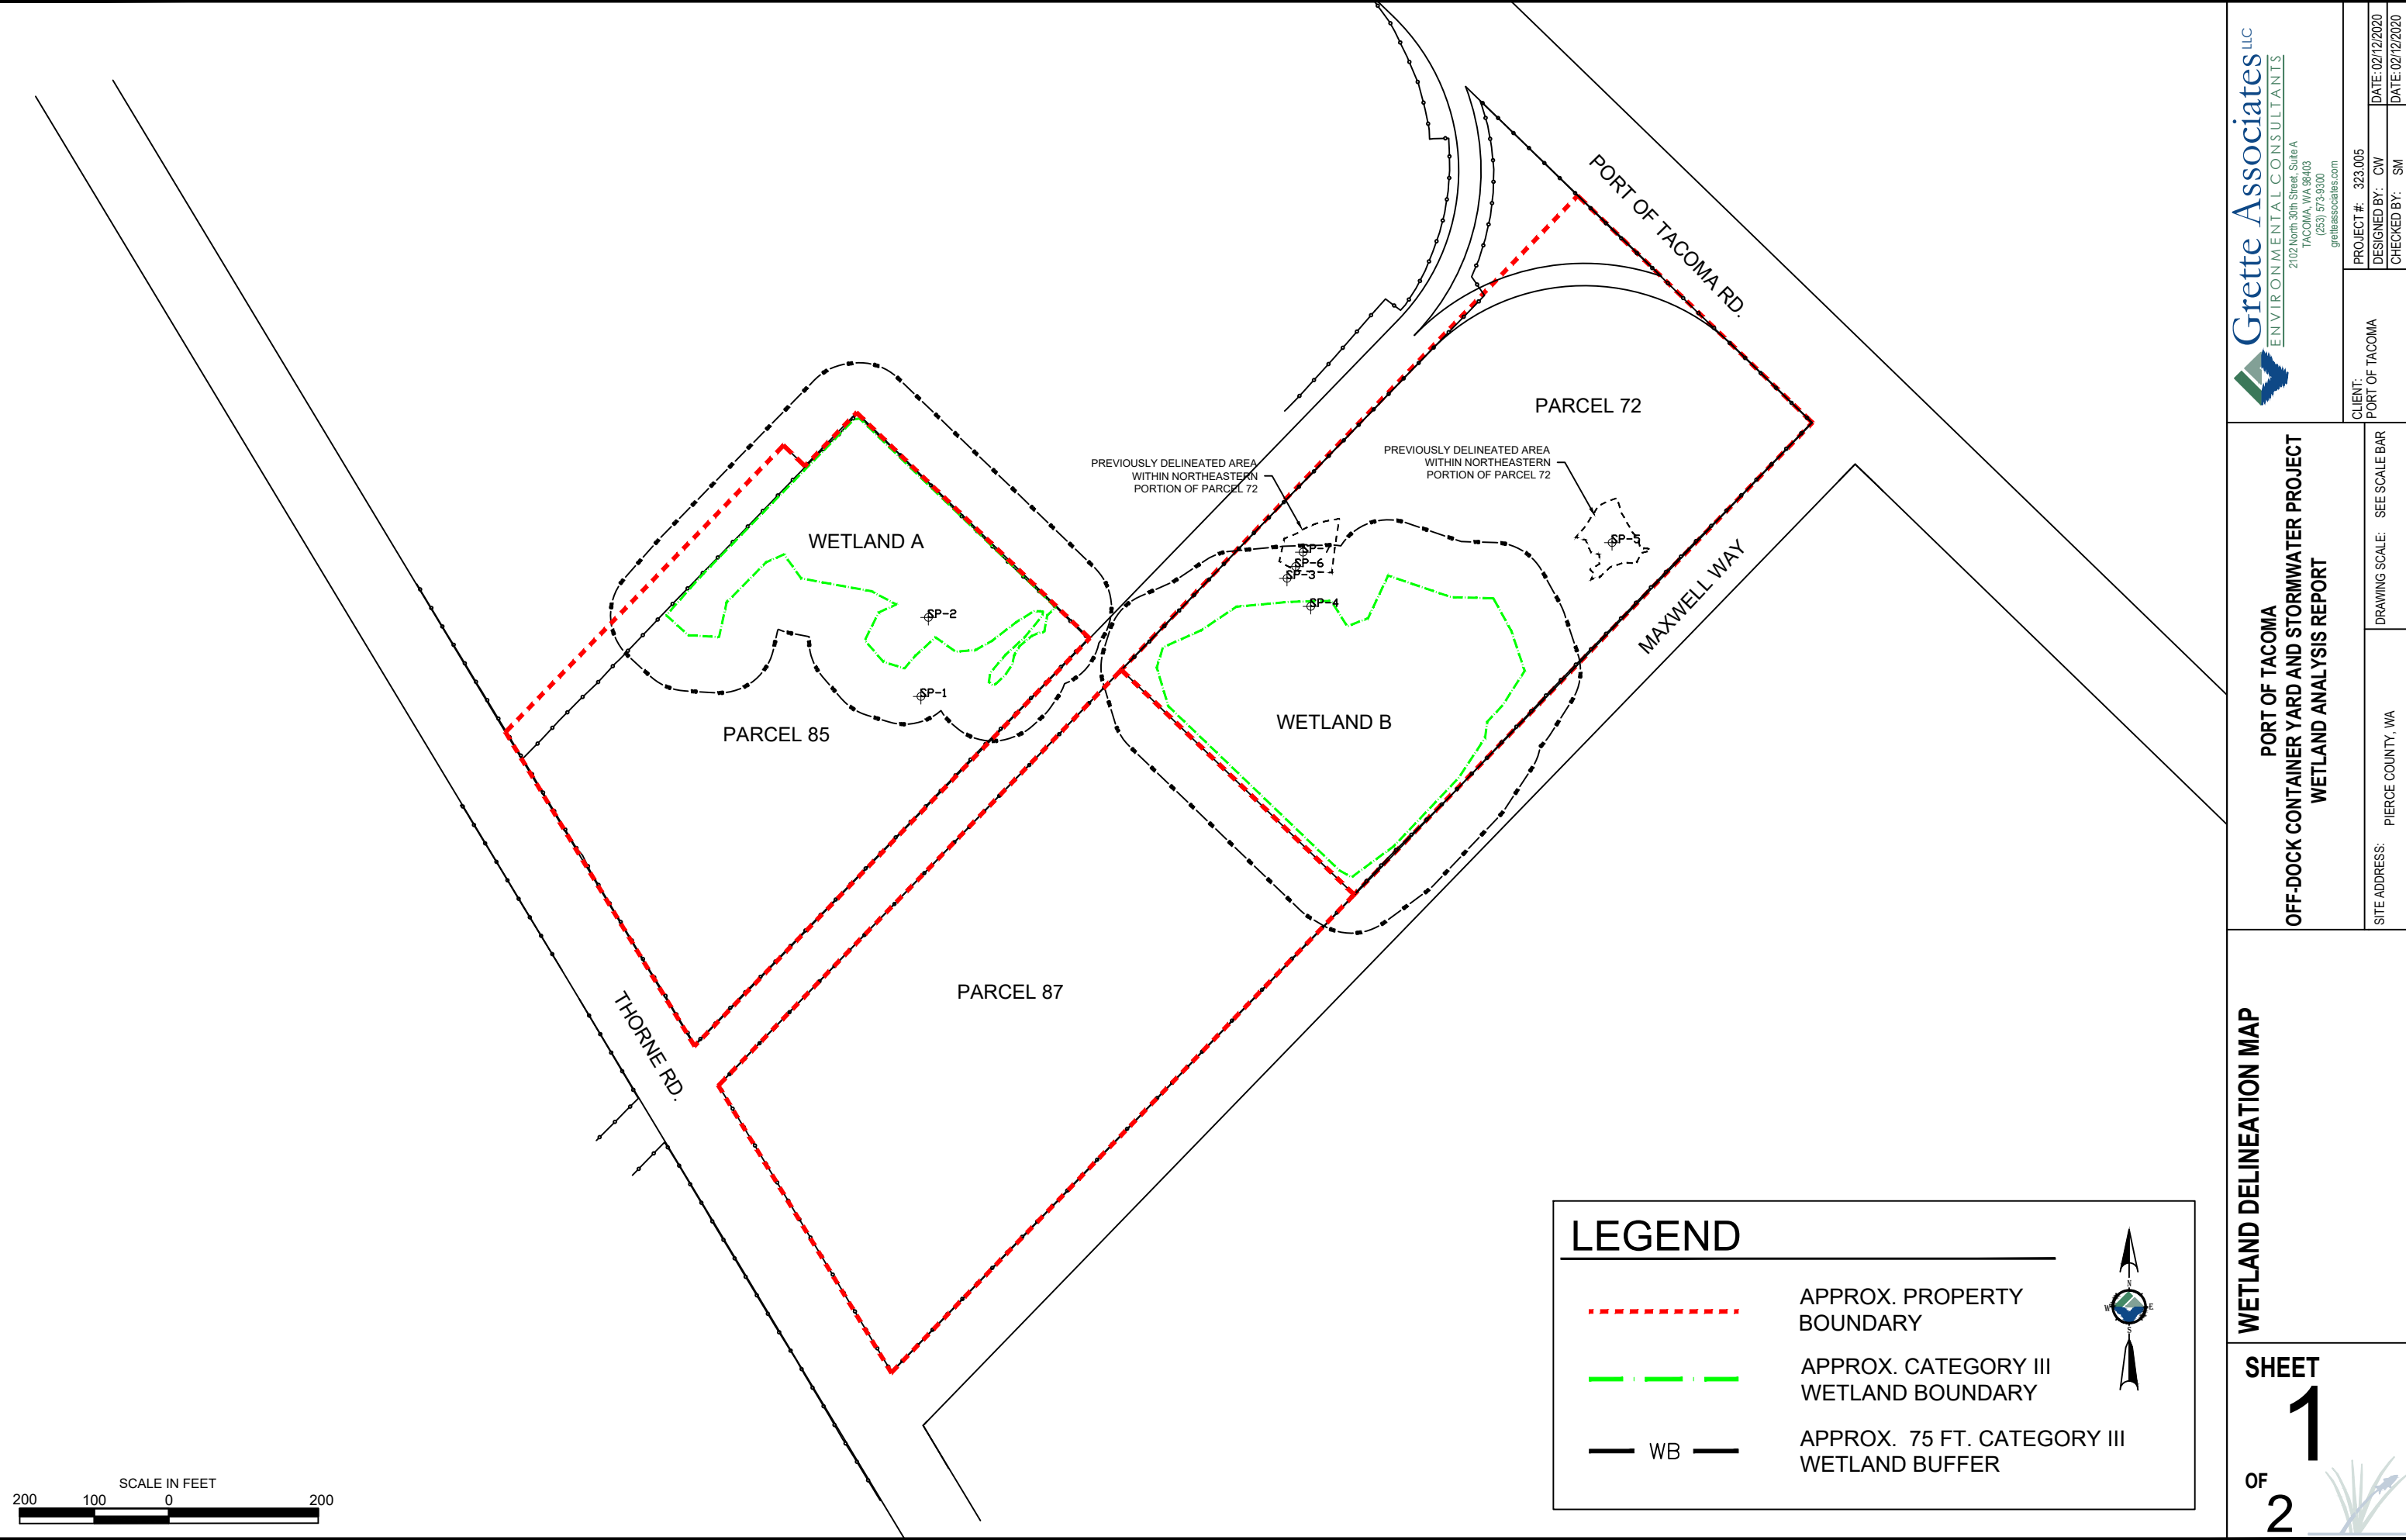 PORT OF TACOMA RD.
PARCEL 72
PREVIOUSLY DELINEATED AREA
WITHIN NORTHEASTERN
PORTION OF PARCEL 72
PREVIOUSLY DELINEATED AREA
WITHIN NORTHEASTERN
PORTION OF PARCEL 72
WETLAND A
SP-7
SP-6
SP-3
SP-4
SP-5
SP-2
SP-1
MAXWELL WAY
PARCEL 85
WETLAND B
PARCEL 87
THORNE RD.
LEGEND
APPROX. PROPERTY
BOUNDARY
APPROX. CATEGORY III
WETLAND BOUNDARY
WB
APPROX. 75 FT. CATEGORY III
WETLAND BUFFER
N
W
E
S
SCALE IN FEET
200 100 0 200
Grette Associates LLC
ENVIRONMENTAL CONSULTANTS
2102 North 30th Street, Suite A
TACOMA, WA 98403
(253) 573-9300
gretteassociates.com
PROJECT #: 323.005
DESIGNED BY: CW
DATE: 02/12/2020
CHECKED BY: SM
DATE: 02/12/2020
CLIENT:
PORT OF TACOMA
PORT OF TACOMA
OFF-DOCK CONTAINER YARD AND STORMWATER PROJECT
WETLAND ANALYSIS REPORT
DRAWING SCALE: SEE SCALE BAR
SITE ADDRESS: PIERCE COUNTY, WA
WETLAND DELINEATION MAP
SHEET
1
OF
2